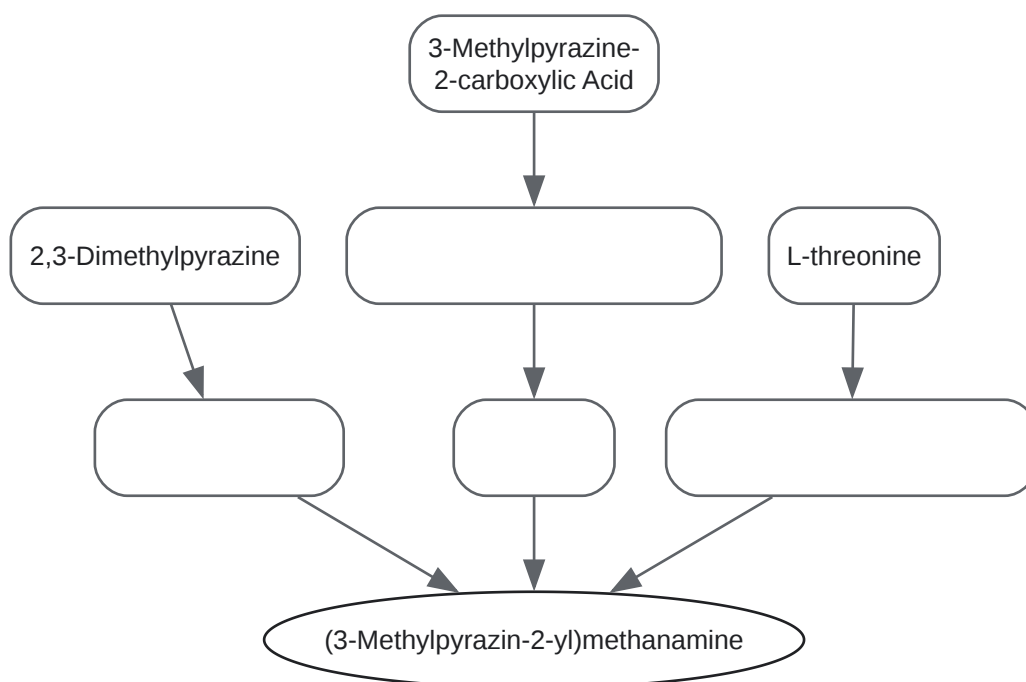 3-Methylpyrazine-
2-carboxylic Acid
2,3-Dimethylpyrazine
L-threonine
(3-Methylpyrazin-2-yl)methanamine